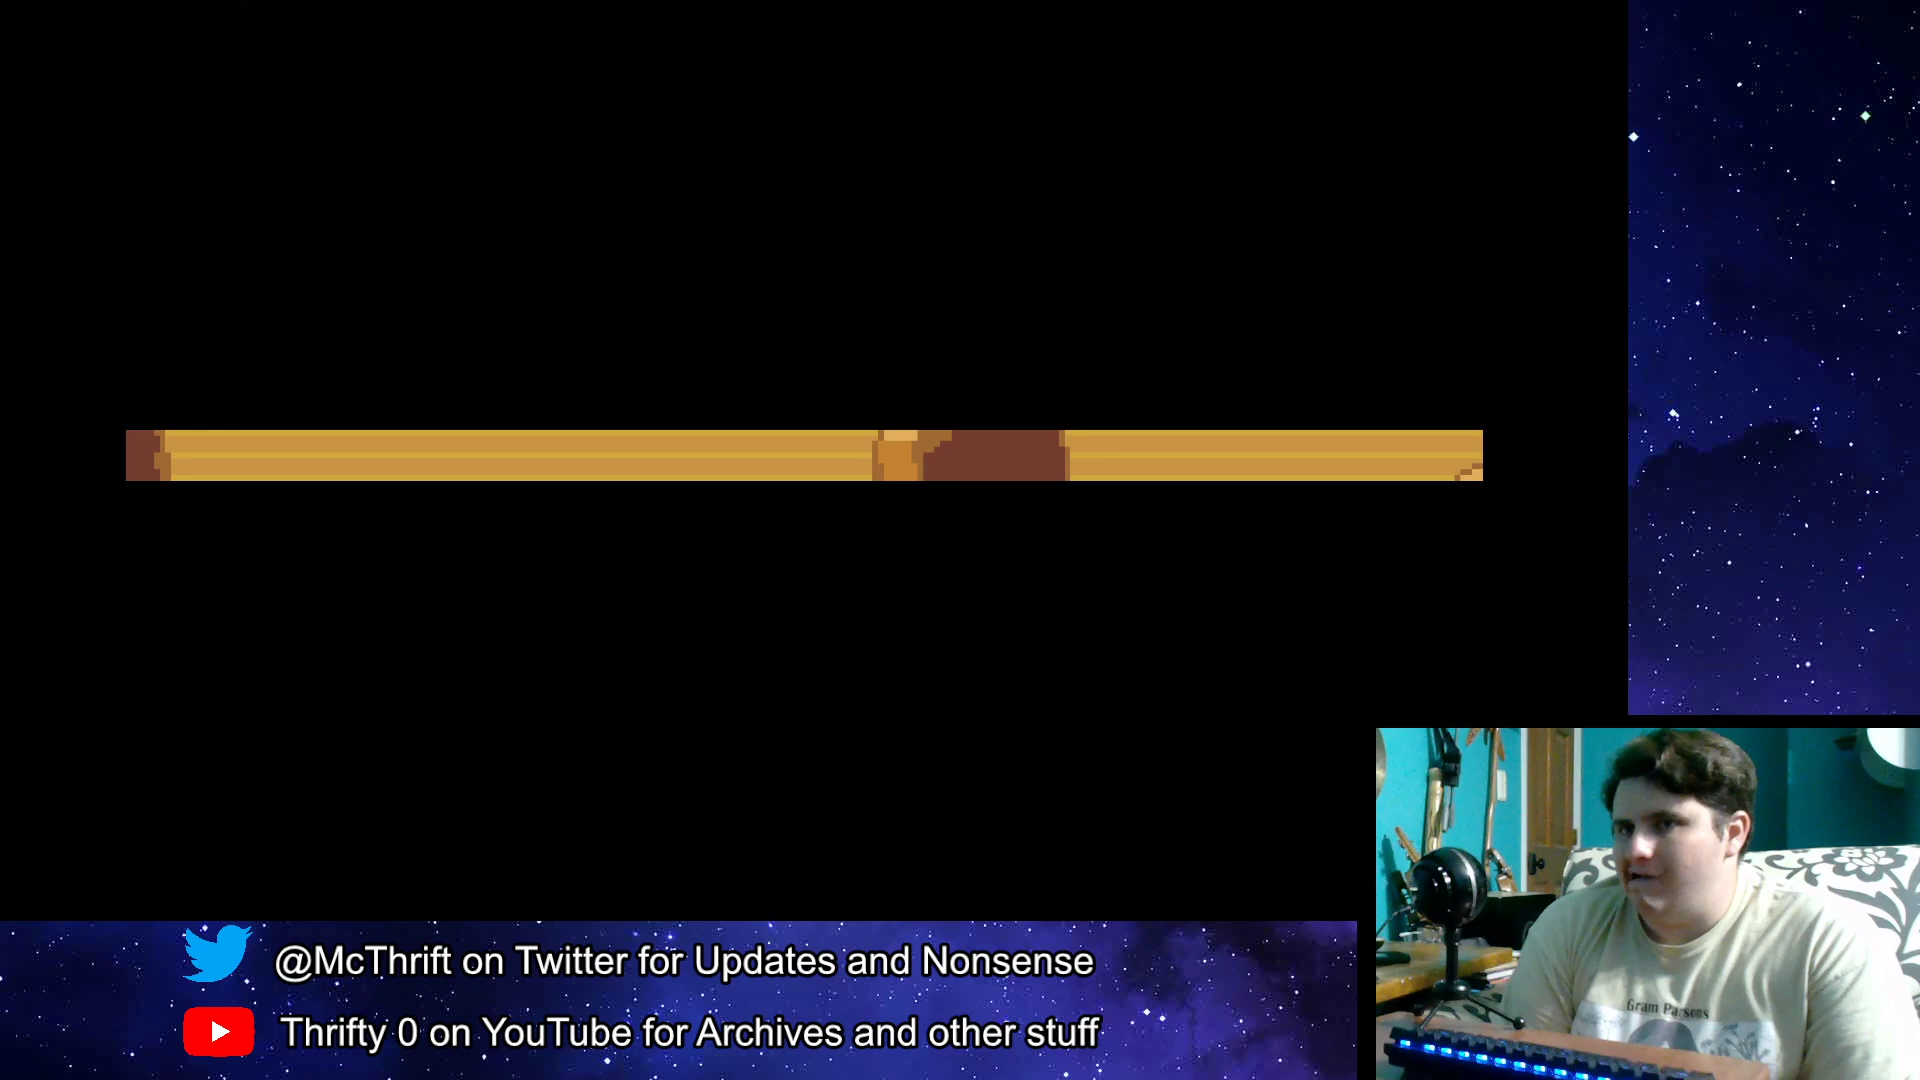 @McThrift on Twitter for Updates and Nonsense
Thrifty 0 on YouTube for Archives and other stuff
Gram Parsons